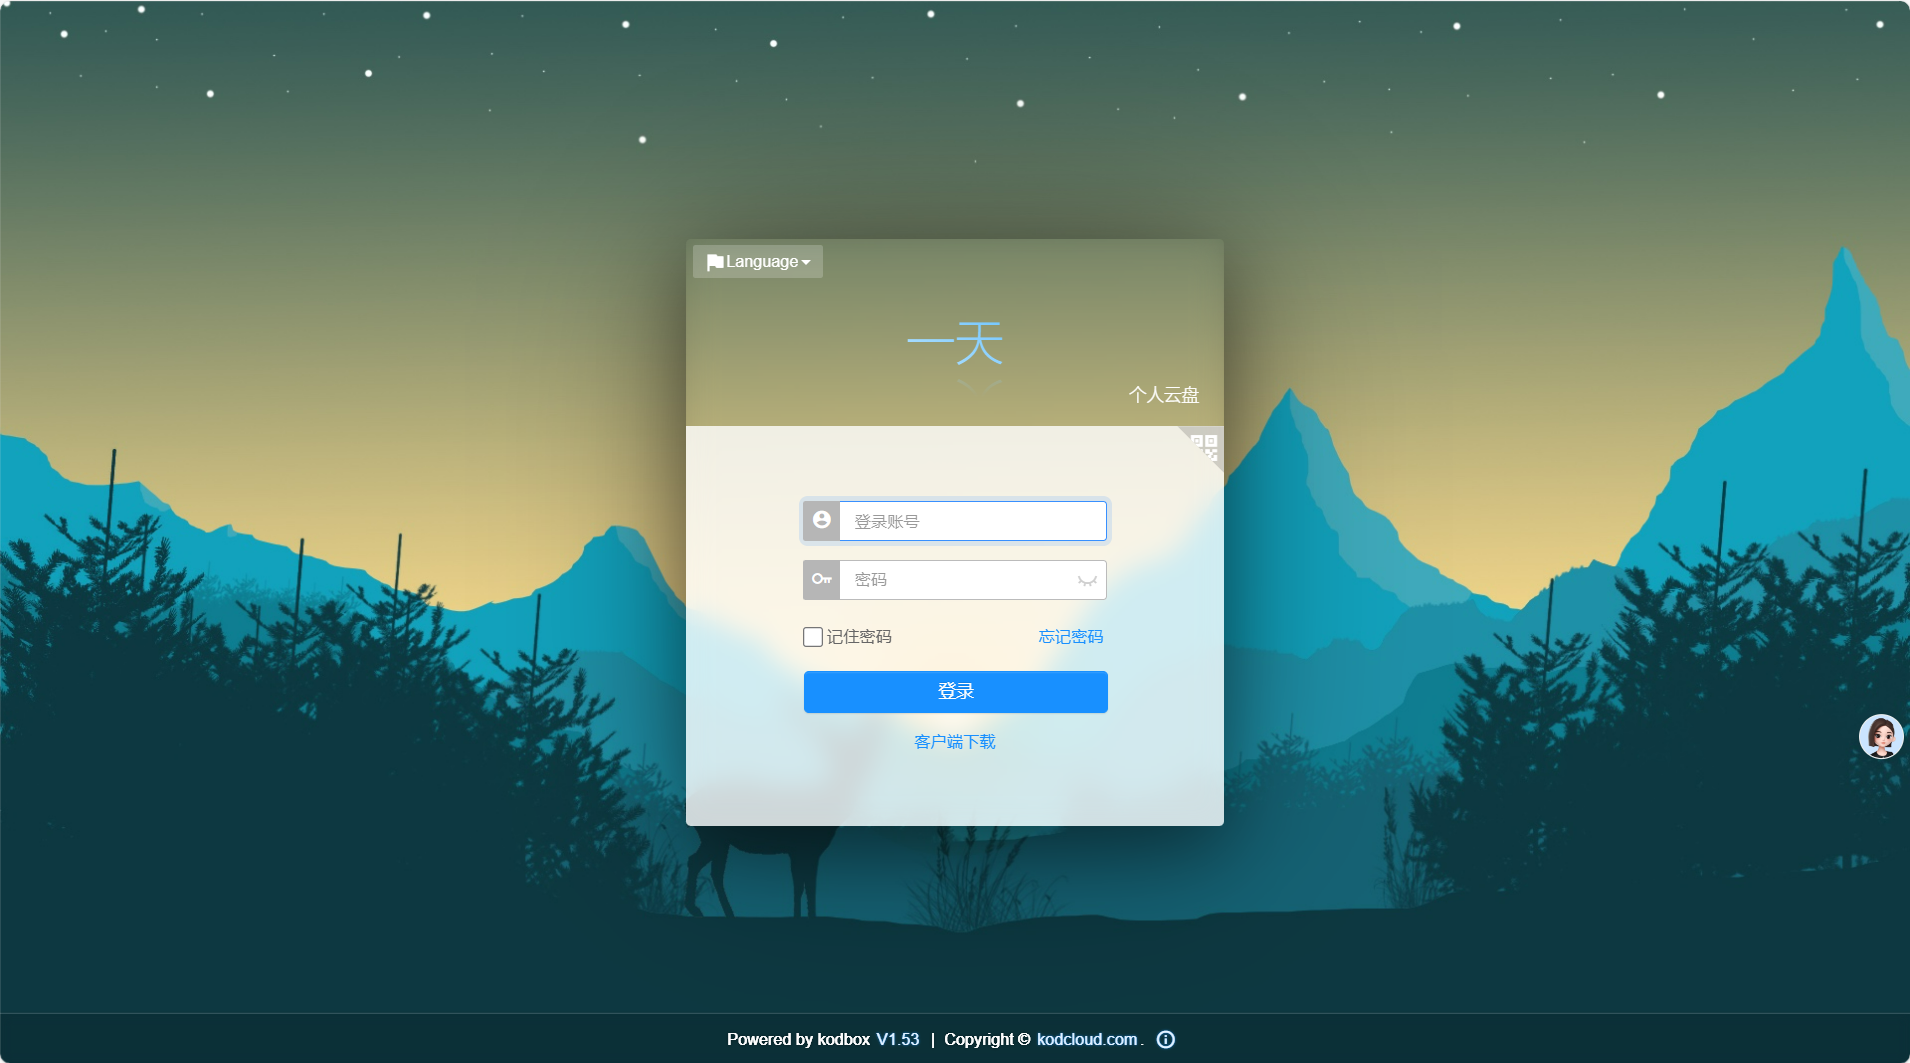 Language
一天
个人云盘
登录账号
密码
记住密码 忘记密码
登录
客户端下载
Powered by kodbox V1.53 | Copyright © kodcloud.com.